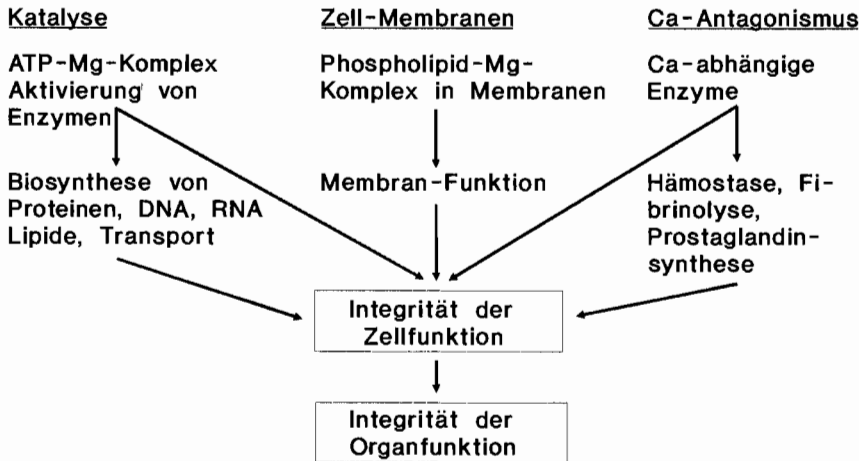 Katalyse
ATP-Mg-Komplex
Aktivierung von
Enzymen
Biosynthese von
Proteinen, DNA, RNA
Lipide, Transport
Zell-Membranen
Phospholipid-Mg-
Komplex in Membranen
Membran-Funktion
Ca-Antagonismus
Ca-abhängige
Enzyme
Hämostase, Fi-
brinolyse,
Prostaglandin-
synthese
Integrität der
Zellfunktion
Integrität der
Organfunktion